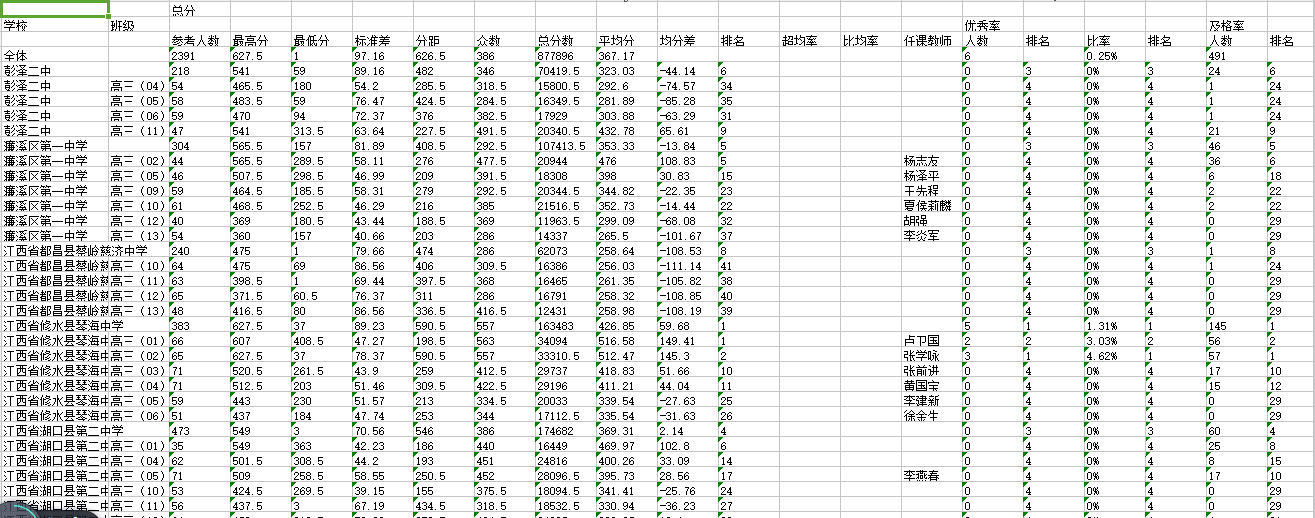 总分
学校 班级 优秀率 及格率
参考人数 最高分 最低分 标准差 分距 众数 总分数 平均分 均分差 排名 超均率 比均率 任课教师 人数 排名 比率 排名 人数 排名
全体 2391 627.5 1 97.16 626.5 386 877896 367.17 6 0.25% 491
彭泽二中 218 541 59 89.16 482 346 70419.5 323.03 -44.14 6 0 3 0% 3 24 6
彭泽二中 高三（04） 54 465.5 180 54.2 285.5 318.5 15800.5 292.6 -74.57 34 0 4 0% 4 1 24
彭泽二中 高三（05） 58 483.5 59 76.47 424.5 284.5 16349.5 281.89 -85.28 35 0 4 0% 4 1 24
彭泽二中 高三（06） 59 470 94 72.37 376 382.5 17929 303.88 -63.29 31 0 4 0% 4 1 24
彭泽二中 高三（11） 47 541 313.5 63.64 227.5 491.5 20340.5 432.78 65.61 9 0 4 0% 4 21 9
濂溪区第一中学 304 565.5 157 81.89 408.5 292.5 107413.5 353.33 -13.84 5 0 3 0% 3 46 5
濂溪区第一中学 高三（02） 44 565.5 289.5 58.11 276 477.5 20944 476 108.83 5 杨志友 0 4 0% 4 36 6
濂溪区第一中学 高三（05） 46 507.5 298.5 46.99 209 391.5 18308 398 30.83 15 杨泽平 0 4 0% 4 6 18
濂溪区第一中学 高三（09） 59 464.5 185.5 58.31 279 292.5 20344.5 344.82 -22.35 23 王先程 0 4 0% 4 2 22
濂溪区第一中学 高三（10） 61 468.5 252.5 46.29 216 385 21516.5 352.73 -14.44 22 夏侯莉麟 0 4 0% 4 2 22
濂溪区第一中学 高三（12） 40 369 180.5 43.44 188.5 369 11963.5 299.09 -68.08 32 胡强 0 4 0% 4 0 29
濂溪区第一中学 高三（13） 54 360 157 40.66 203 286 14337 265.5 -101.67 37 李炎军 0 4 0% 4 0 29
江西省都昌县蔡岭慈济中学 240 475 1 79.66 474 286 62073 258.64 -108.53 8 0 3 0% 3 1 8
江西省都昌县蔡岭慈 高三（10） 64 475 69 86.56 406 309.5 16386 256.03 -111.14 41 0 4 0% 4 1 24
江西省都昌县蔡岭慈 高三（11） 63 398.5 1 69.44 397.5 368 16465 261.35 -105.82 38 0 4 0% 4 0 29
江西省都昌县蔡岭慈 高三（12） 65 371.5 60.5 76.37 311 286 16791 258.32 -108.85 40 0 4 0% 4 0 29
江西省都昌县蔡岭慈 高三（13） 48 416.5 80 86.56 336.5 416.5 12431 258.98 -108.19 39 0 4 0% 4 0 29
江西省修水县琴海中学 383 627.5 37 89.23 590.5 557 163483 426.85 59.68 1 5 1 1.31% 1 145 1
江西省修水县琴海中 高三（01） 66 607 408.5 47.27 198.5 563 34094 516.58 149.41 1 卢卫国 2 2 3.03% 2 56 2
江西省修水县琴海中 高三（02） 65 627.5 37 78.37 590.5 557 33310.5 512.47 145.3 2 张学咏 3 1 4.62% 1 57 1
江西省修水县琴海中 高三（03） 71 520.5 261.5 43.9 259 412.5 29737 418.83 51.66 10 张前进 0 4 0% 4 17 10
江西省修水县琴海中 高三（04） 71 512.5 203 51.46 309.5 422.5 29196 411.21 44.04 11 黄国宝 0 4 0% 4 15 12
江西省修水县琴海中 高三（05） 59 443 230 51.57 213 334.5 20033 339.54 -27.63 25 李建新 0 4 0% 4 0 29
江西省修水县琴海中 高三（06） 51 437 184 47.74 253 344 17112.5 335.54 -31.63 26 徐金生 0 4 0% 4 0 29
江西省湖口县第二中学 473 549 3 70.56 546 386 174682 369.31 2.14 4 0 3 0% 3 60 4
江西省湖口县第二中 高三（01） 35 549 363 42.23 186 440 16449 469.97 102.8 6 0 4 0% 4 25 8
江西省湖口县第二中 高三（04） 62 501.5 308.5 44.2 193 451 24816 400.26 33.09 14 0 4 0% 4 8 15
江西省湖口县第二中 高三（05） 71 509 258.5 58.55 250.5 452 28096.5 395.73 28.56 17 李燕春 0 4 0% 4 17 10
江西省湖口县第二中 高三（10） 53 424.5 269.5 39.15 155 375.5 18094.5 341.41 -25.76 24 0 4 0% 4 0 29
江西省湖口县第二中 高三（11） 56 437.5 3 67.19 434.5 318.5 18532.5 330.94 -36.23 27 0 4 0% 4 0 29